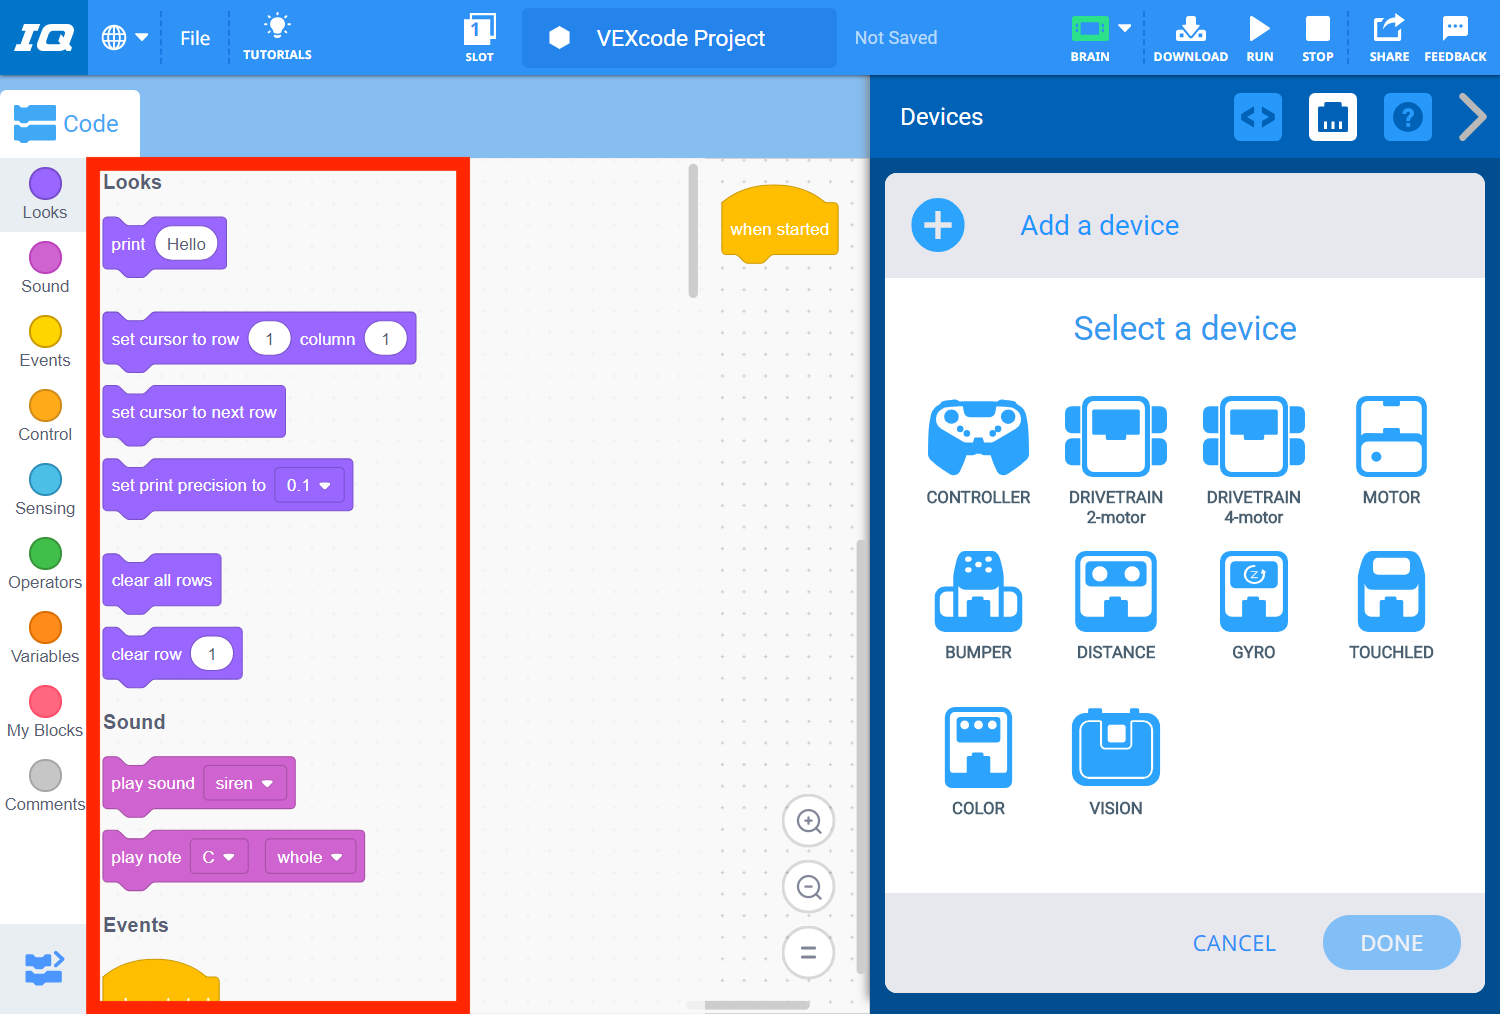 IQ
File
TUTORIALS
1
SLOT
VEXcode Project
Not Saved
BRAIN
DOWNLOAD
RUN
STOP
SHARE
FEEDBACK
Code
Looks
Sound
Events
Control
Sensing
Operators
Variables
My Blocks
Comments
Looks
print Hello
set cursor to row 1 column 1
set cursor to next row
set print precision to 0.1
clear all rows
clear row 1
Sound
play sound siren
play note C whole
Events
when started
Devices
Add a device
Select a device
CONTROLLER
DRIVETRAIN
2-motor
DRIVETRAIN
4-motor
MOTOR
BUMPER
DISTANCE
GYRO
TOUCHLED
COLOR
VISION
CANCEL
DONE